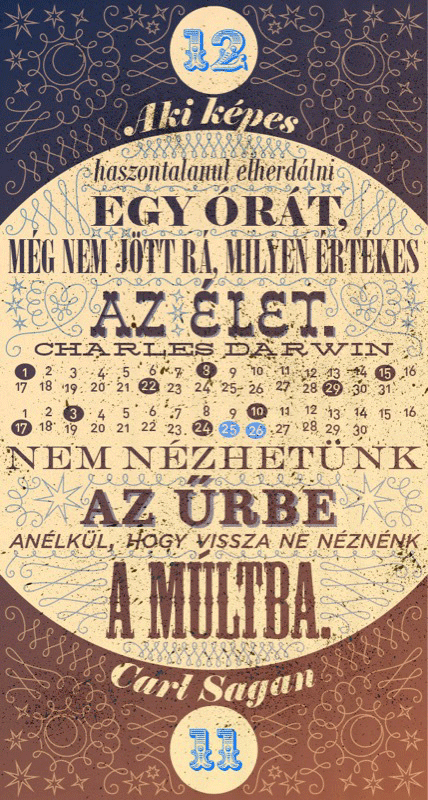 12
Aki képes
haszontalanul elherdálni
EGY ÓRÁT,
MÉG NEM JÖTT RÁ, MILYEN ÉRTÉKES
AZ ÉLET.
CHARLES DARWIN
1 2 3 4 5 6 7 8 9 10 11 12 13 14 15 16
17 18 19 20 21 22 23 24 25 26 27 28 29 30 31
1 2 3 4 5 6 7 8 9 10 11 12 13 14 15 16
17 18 19 20 21 22 23 24 25 26 27 28 29 30
NEM NÉZHETÜNK
AZ ŰRBE
ANÉLKÜL, HOGY VISSZA NE NÉZNÉNK
A MÚLTBA.
Carl Sagan
11